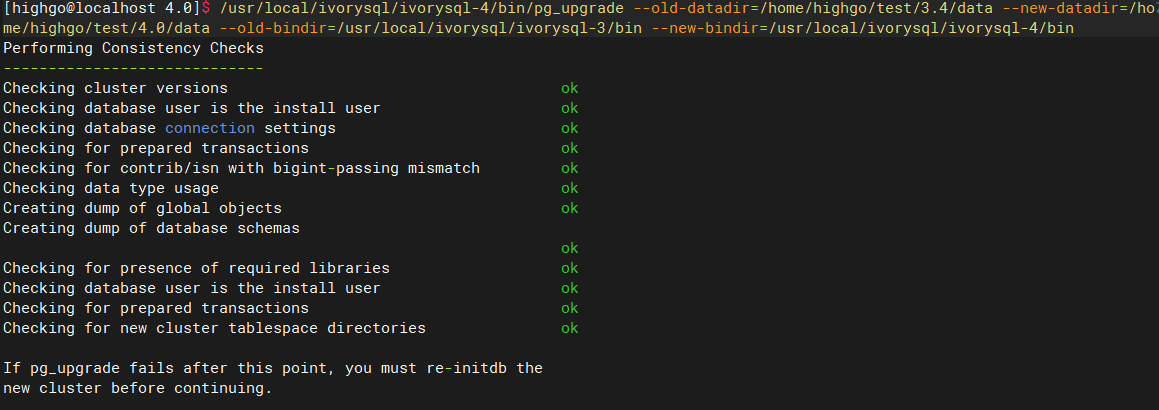 [highgo@localhost 4.0]$ /usr/local/ivorysql/ivorysql-4/bin/pg_upgrade --old-datadir=/home/highgo/test/3.4/data --new-datadir=/ho
me/highgo/test/4.0/data --old-bindir=/usr/local/ivorysql/ivorysql-3/bin --new-bindir=/usr/local/ivorysql/ivorysql-4/bin
Performing Consistency Checks
-----------------------------
Checking cluster versions ok
Checking database user is the install user ok
Checking database connection settings ok
Checking for prepared transactions ok
Checking for contrib/isn with bigint-passing mismatch ok
Checking data type usage ok
Creating dump of global objects ok
Creating dump of database schemas
ok
Checking for presence of required libraries ok
Checking database user is the install user ok
Checking for prepared transactions ok
Checking for new cluster tablespace directories ok
If pg_upgrade fails after this point, you must re-initdb the
new cluster before continuing.